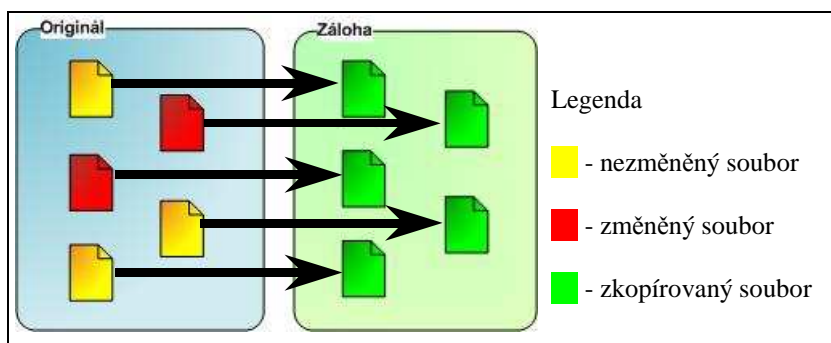 Originál
Záloha
Legenda
- nezměněný soubor
- změněný soubor
- zkopírovaný soubor